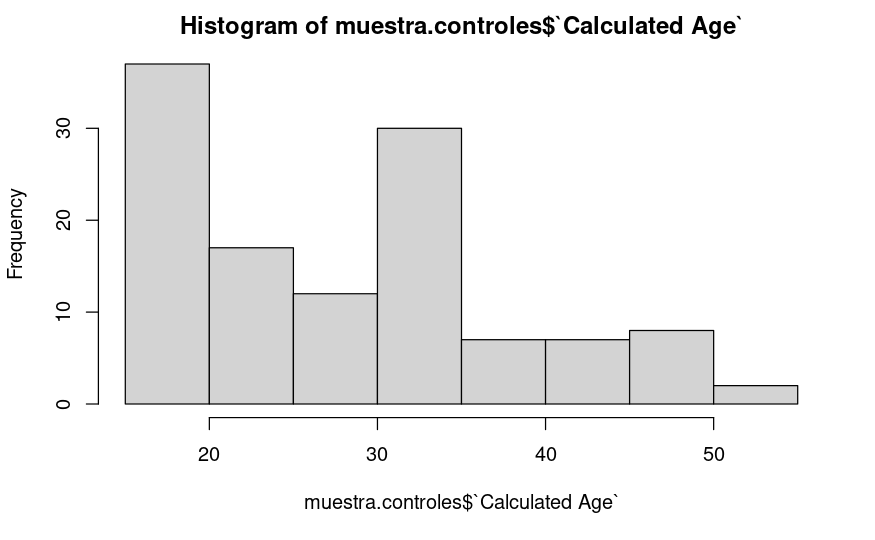 Histogram of muestra.controles$`Calculated Age`
Frequency
30
20
10
0
20 30 40 50
muestra.controles$`Calculated Age`